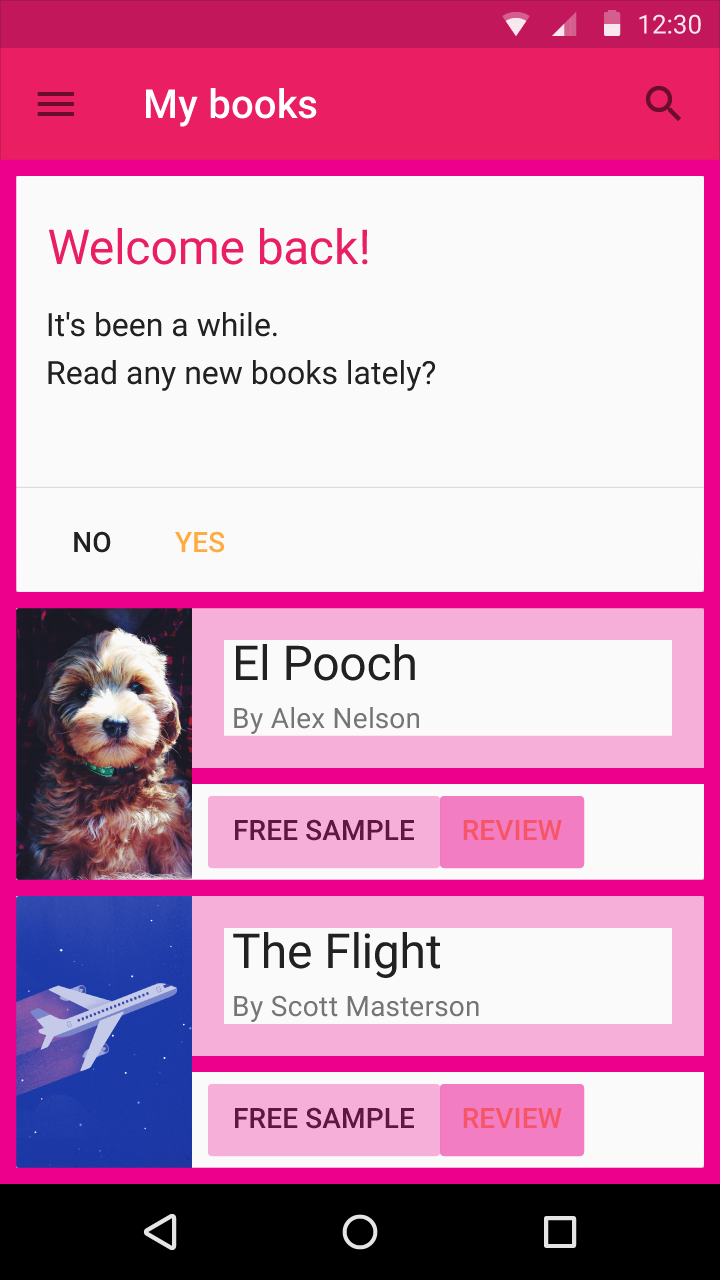 12:30
My books
Welcome back!
It's been a while.
Read any new books lately?
NO YES
El Pooch
By Alex Nelson
FREE SAMPLE REVIEW
The Flight
By Scott Masterson
FREE SAMPLE REVIEW